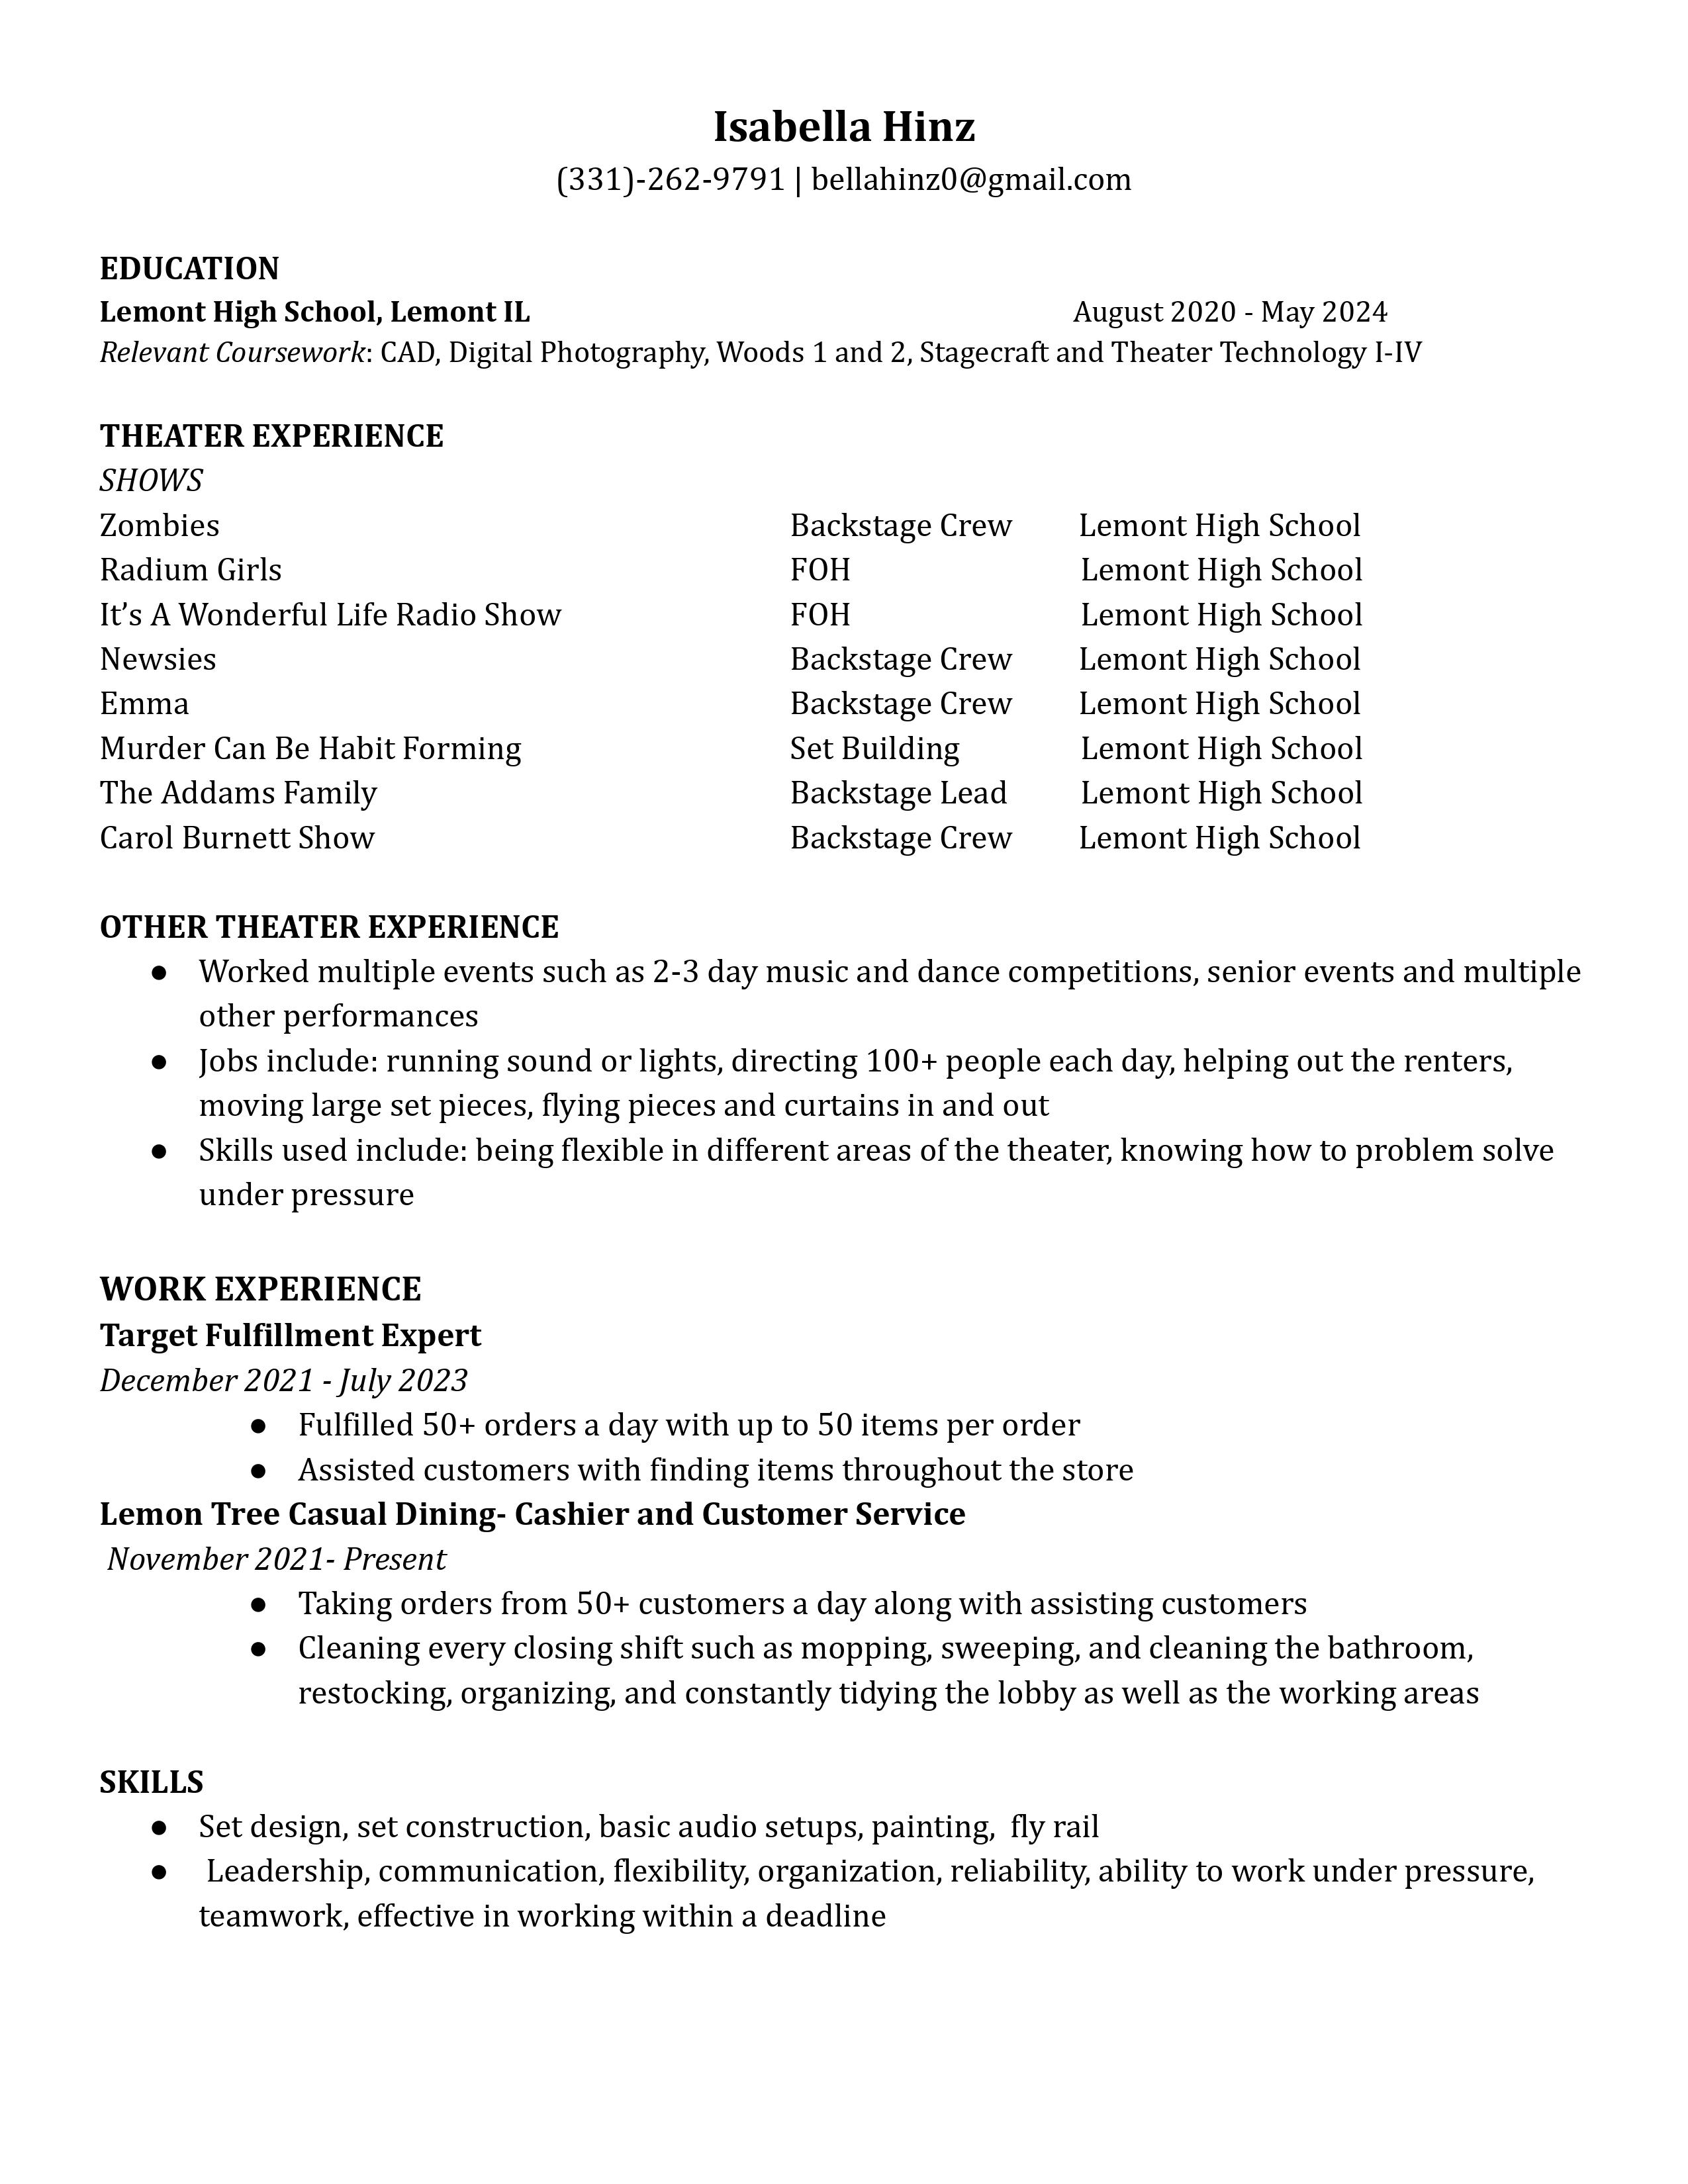 Isabella Hinz
(331)-262-9791 | bellahinz0@gmail.com
EDUCATION
Lemont High School, Lemont IL August 2020 - May 2024
Relevant Coursework: CAD, Digital Photography, Woods 1 and 2, Stagecraft and Theater Technology I-IV
THEATER EXPERIENCE
SHOWS
Zombies Backstage Crew Lemont High School
Radium Girls FOH Lemont High School
It’s A Wonderful Life Radio Show FOH Lemont High School
Newsies Backstage Crew Lemont High School
Emma Backstage Crew Lemont High School
Murder Can Be Habit Forming Set Building Lemont High School
The Addams Family Backstage Lead Lemont High School
Carol Burnett Show Backstage Crew Lemont High School
OTHER THEATER EXPERIENCE
● Worked multiple events such as 2-3 day music and dance competitions, senior events and multiple
other performances
● Jobs include: running sound or lights, directing 100+ people each day, helping out the renters,
moving large set pieces, flying pieces and curtains in and out
● Skills used include: being flexible in different areas of the theater, knowing how to problem solve
under pressure
WORK EXPERIENCE
Target Fulfillment Expert
December 2021 - July 2023
● Fulfilled 50+ orders a day with up to 50 items per order
● Assisted customers with finding items throughout the store
Lemon Tree Casual Dining- Cashier and Customer Service
November 2021- Present
● Taking orders from 50+ customers a day along with assisting customers
● Cleaning every closing shift such as mopping, sweeping, and cleaning the bathroom,
restocking, organizing, and constantly tidying the lobby as well as the working areas
SKILLS
● Set design, set construction, basic audio setups, painting, fly rail
● Leadership, communication, flexibility, organization, reliability, ability to work under pressure,
teamwork, effective in working within a deadline